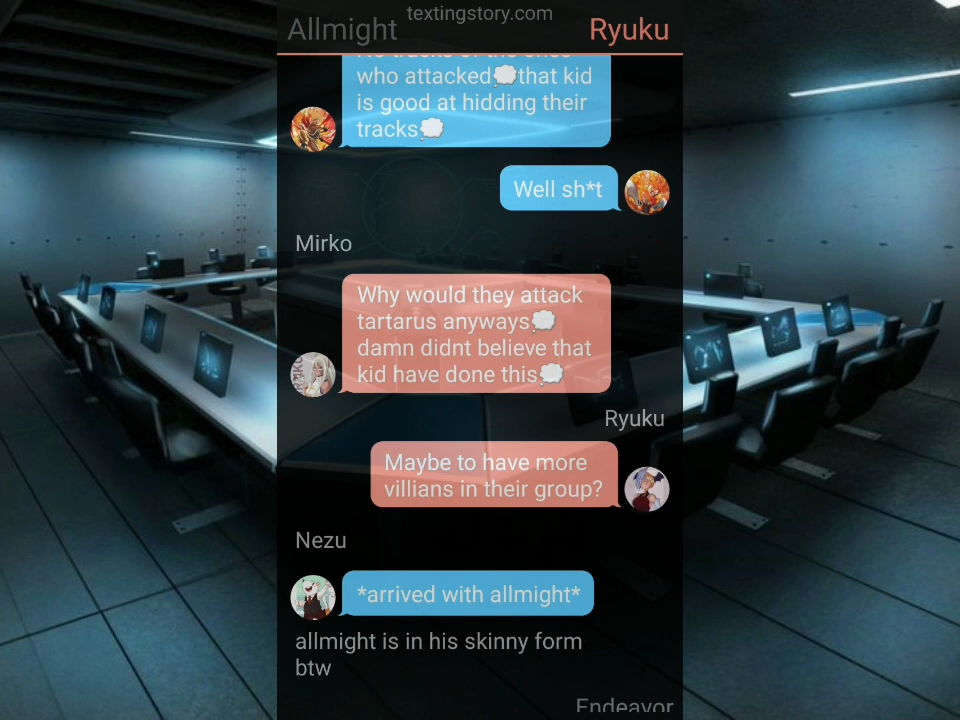 textingstory.com
Allmight
Ryuku
who attacked💭that kid
is good at hidding their
tracks💭
Well sh*t
Mirko
Why would they attack
tartarus anyways💭
damn didnt believe that
kid have done this💭
Ryuku
Maybe to have more
villians in their group?
Nezu
*arrived with allmight*
allmight is in his skinny form
btw
Endeavor